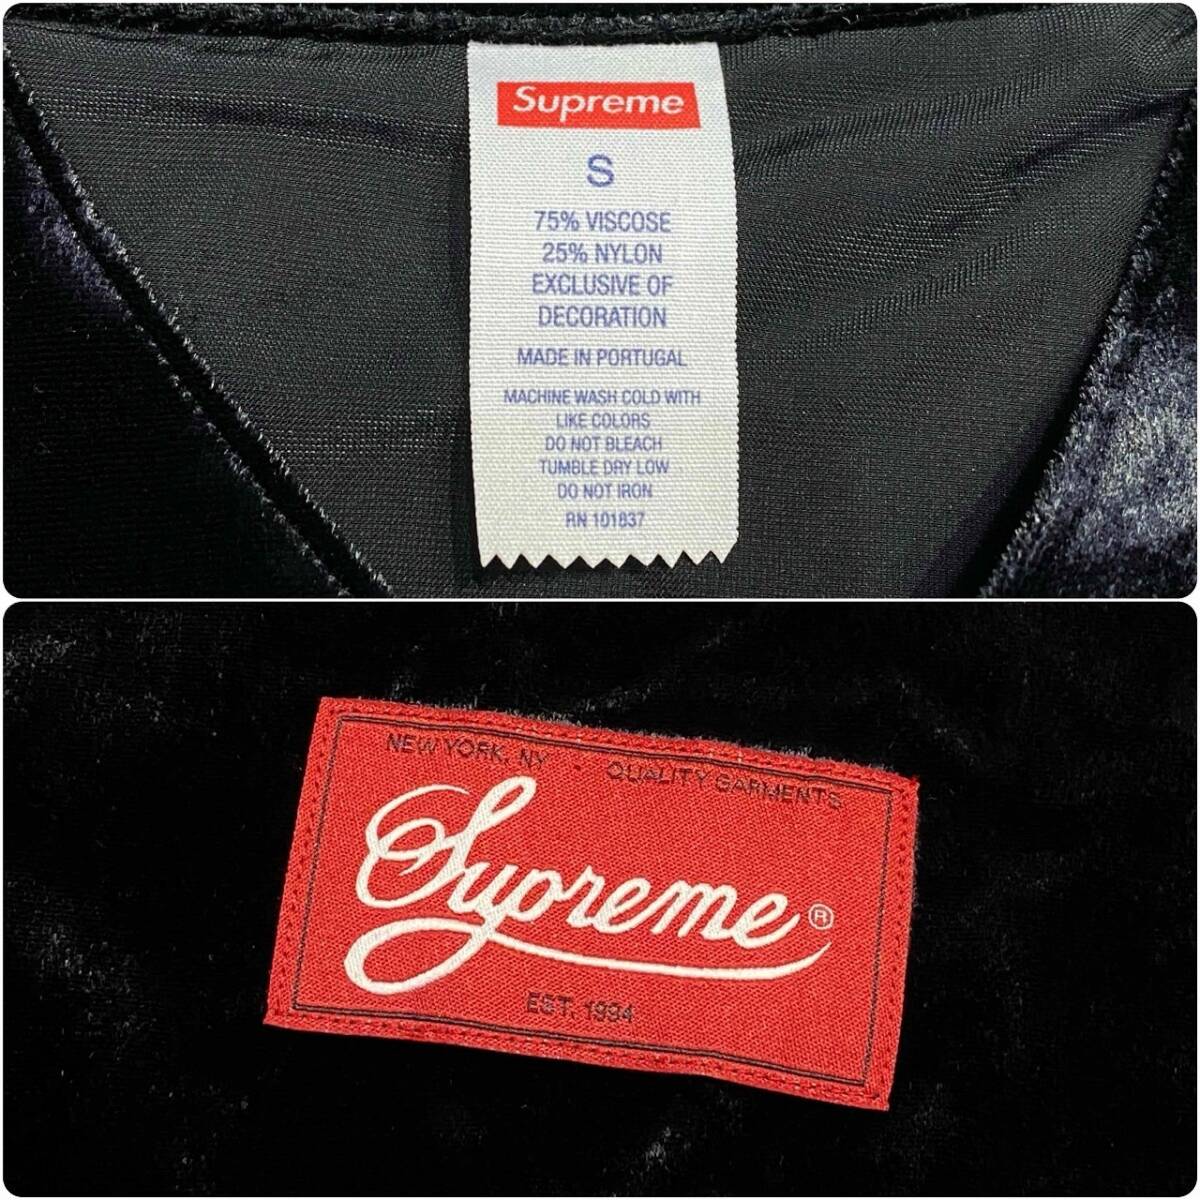 Supreme
S
75% VISCOSE
25% NYLON
EXCLUSIVE OF
DECORATION
MADE IN PORTUGAL
MACHINE WASH COLD WITH
LIKE COLORS
DO NOT BLEACH
TUMBLE DRY LOW
DO NOT IRON
RN 101837
NEW YORK, NY · QUALITY GARMENTS
Supreme®
EST. 1994